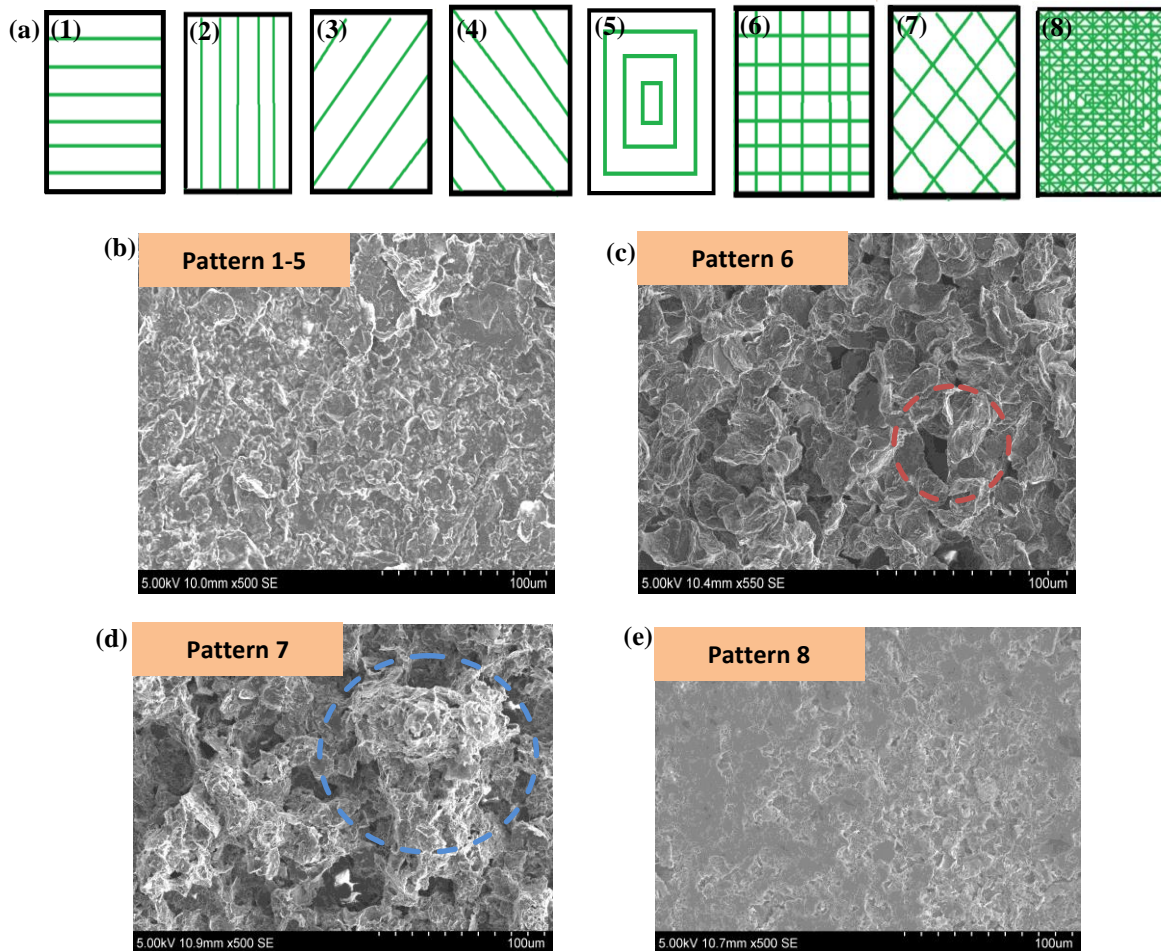 (a) (1) (2) (3) (4) (5) (6) (7) (8)
(b) Pattern 1-5
5.00kV 10.0mm x500 SE 100um
(c) Pattern 6
5.00kV 10.4mm x550 SE 100um
(d) Pattern 7
5.00kV 10.9mm x500 SE 100um
(e) Pattern 8
5.00kV 10.7mm x500 SE 100um